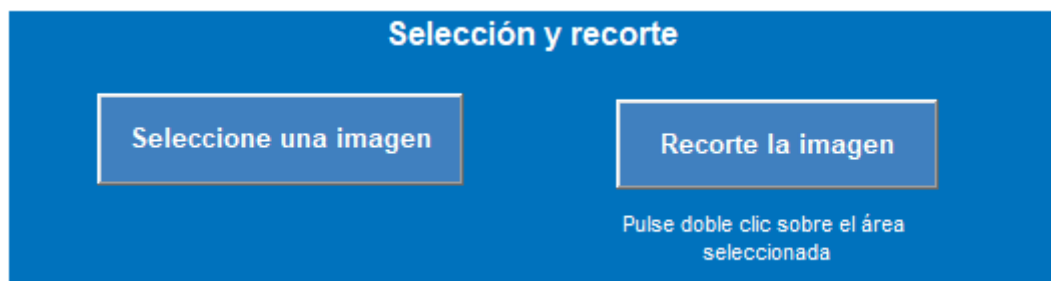 Selección y recorte
Seleccione una imagen
Recorte la imagen
Pulse doble clic sobre el área
seleccionada